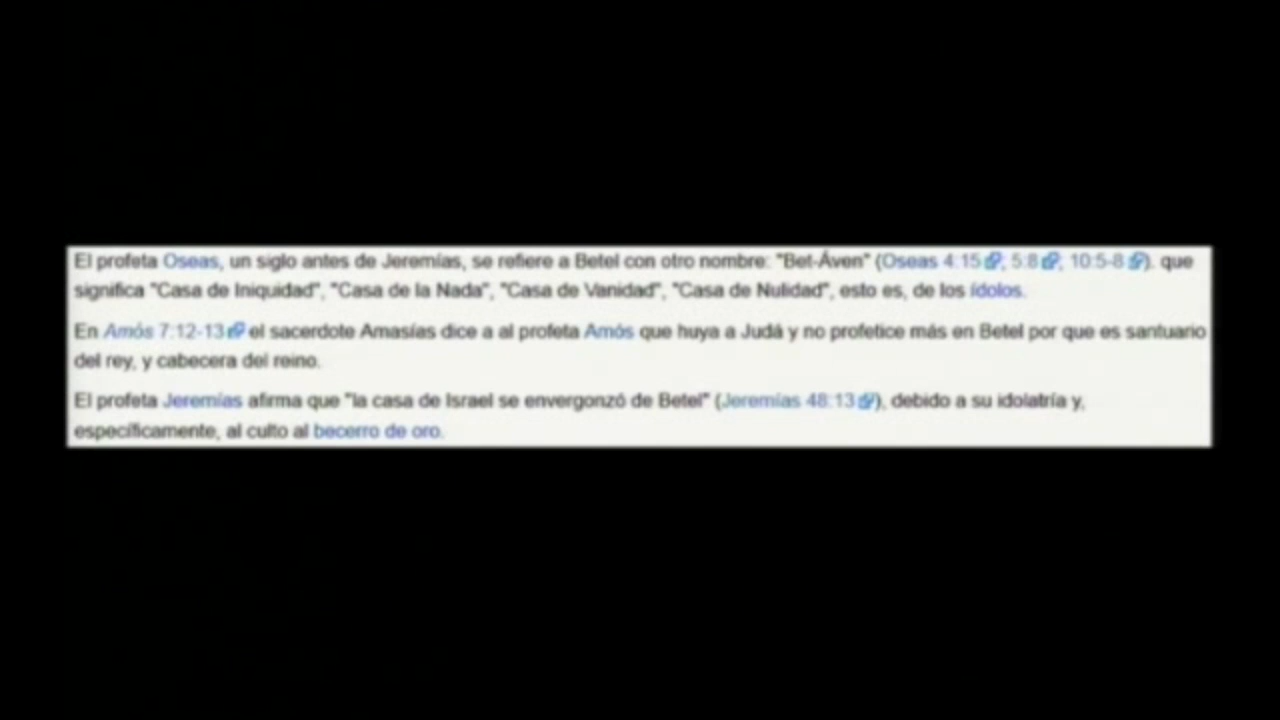 El profeta Oseas, un siglo antes de Jeremías, se refiere a Betel con otro nombre: "Bet-Áven" (Oseas 4:15, 5:8, 10:5-8). que
significa "Casa de Iniquidad", "Casa de la Nada", "Casa de Vanidad", "Casa de Nulidad", esto es, de los ídolos.
En Amós 7:12-13 el sacerdote Amasías dice a al profeta Amós que huya a Judá y no profetice más en Betel por que es santuario
del rey, y cabecera del reino.
El profeta Jeremías afirma que "la casa de Israel se envergonzó de Betel" (Jeremías 48:13), debido a su idolatría y,
específicamente, al culto al becerro de oro.